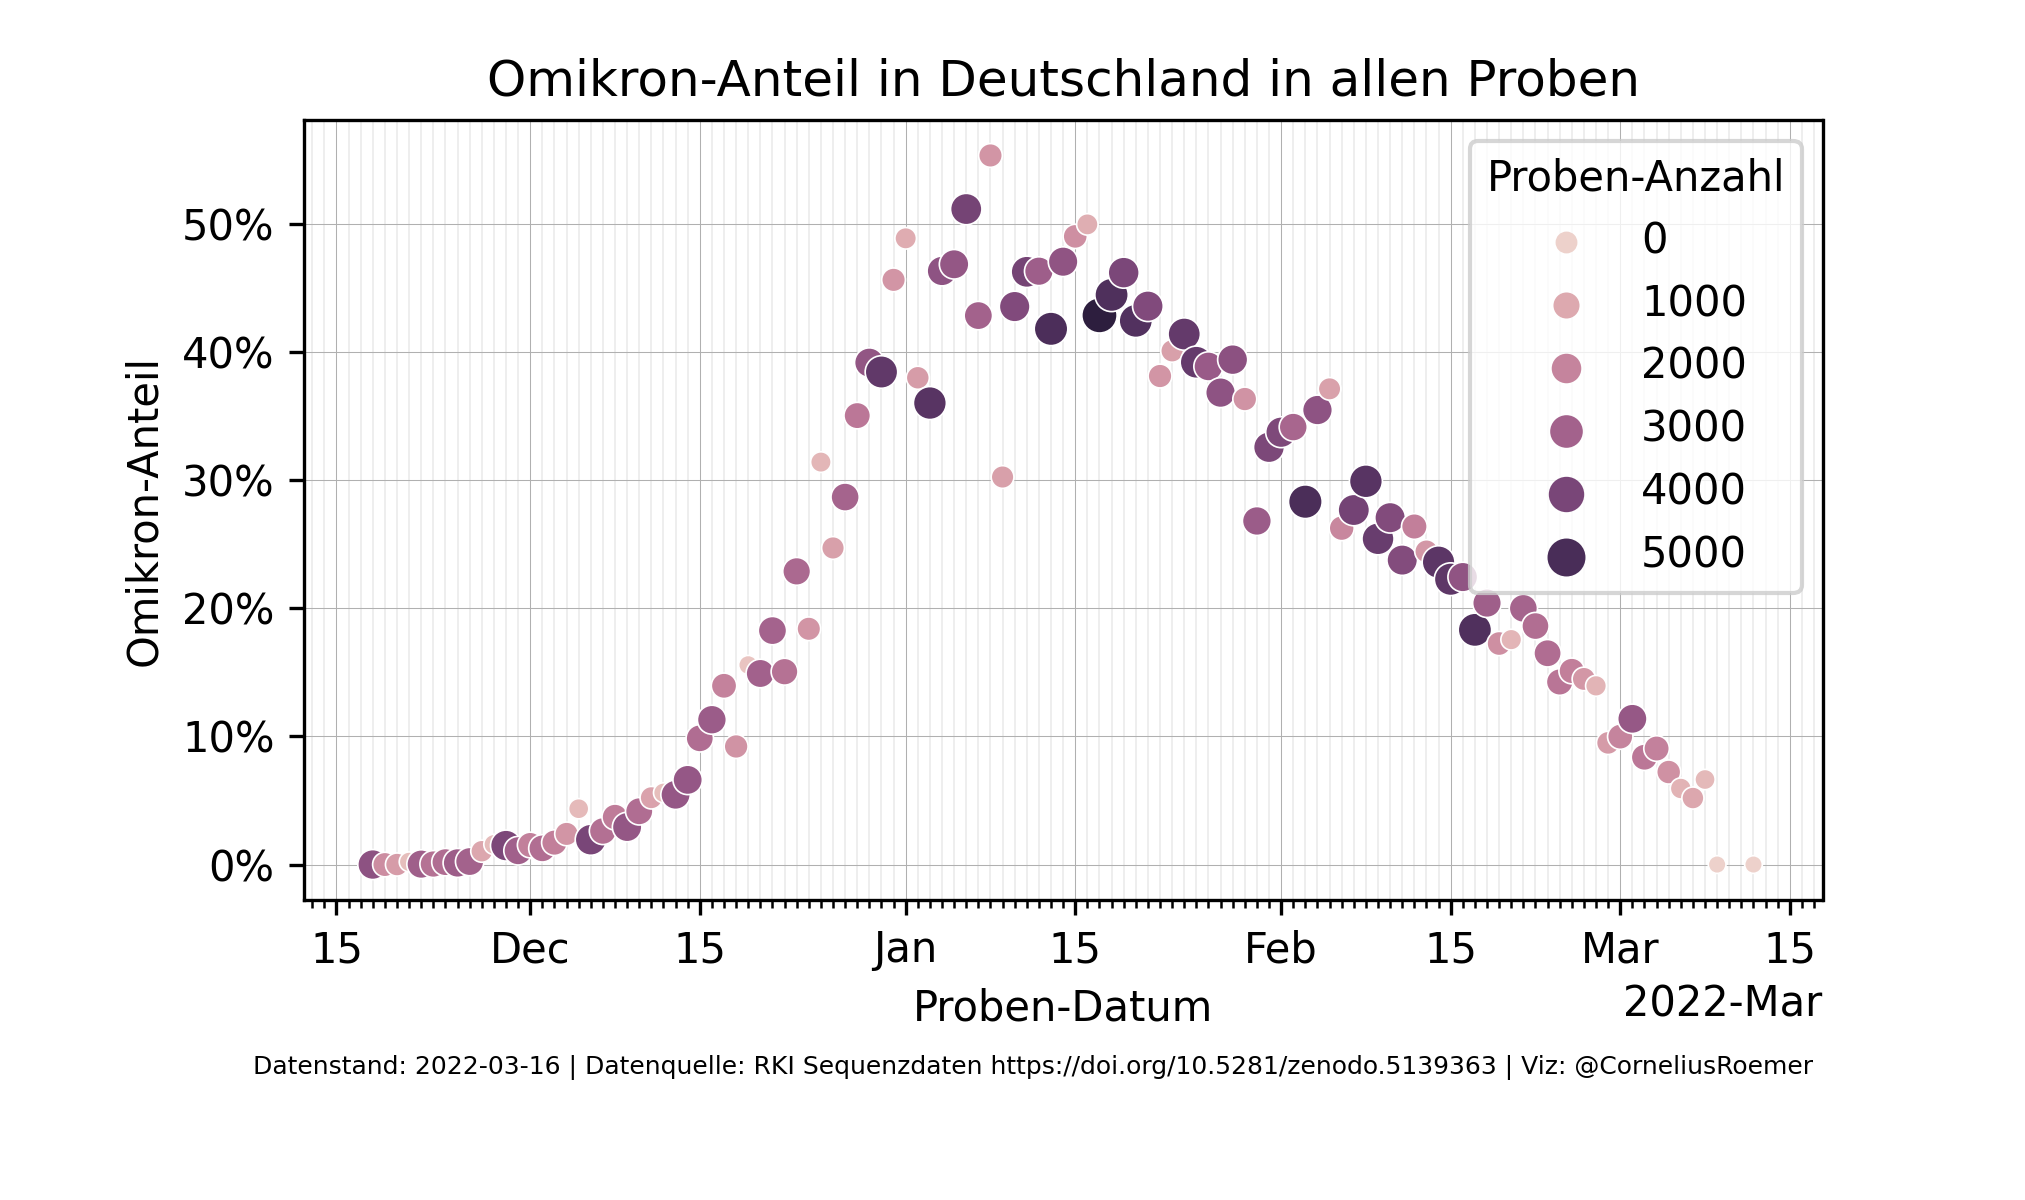 Omikron-Anteil in Deutschland in allen Proben
Proben-Anzahl
0
1000
2000
3000
4000
5000
50%
40%
30%
20%
10%
0%
Omikron-Anteil
15 Dec 15 Jan 15 Feb 15 Mar 15
2022-Mar
Proben-Datum
Datenstand: 2022-03-16 | Datenquelle: RKI Sequenzdaten https://doi.org/10.5281/zenodo.5139363 | Viz: @CorneliusRoemer